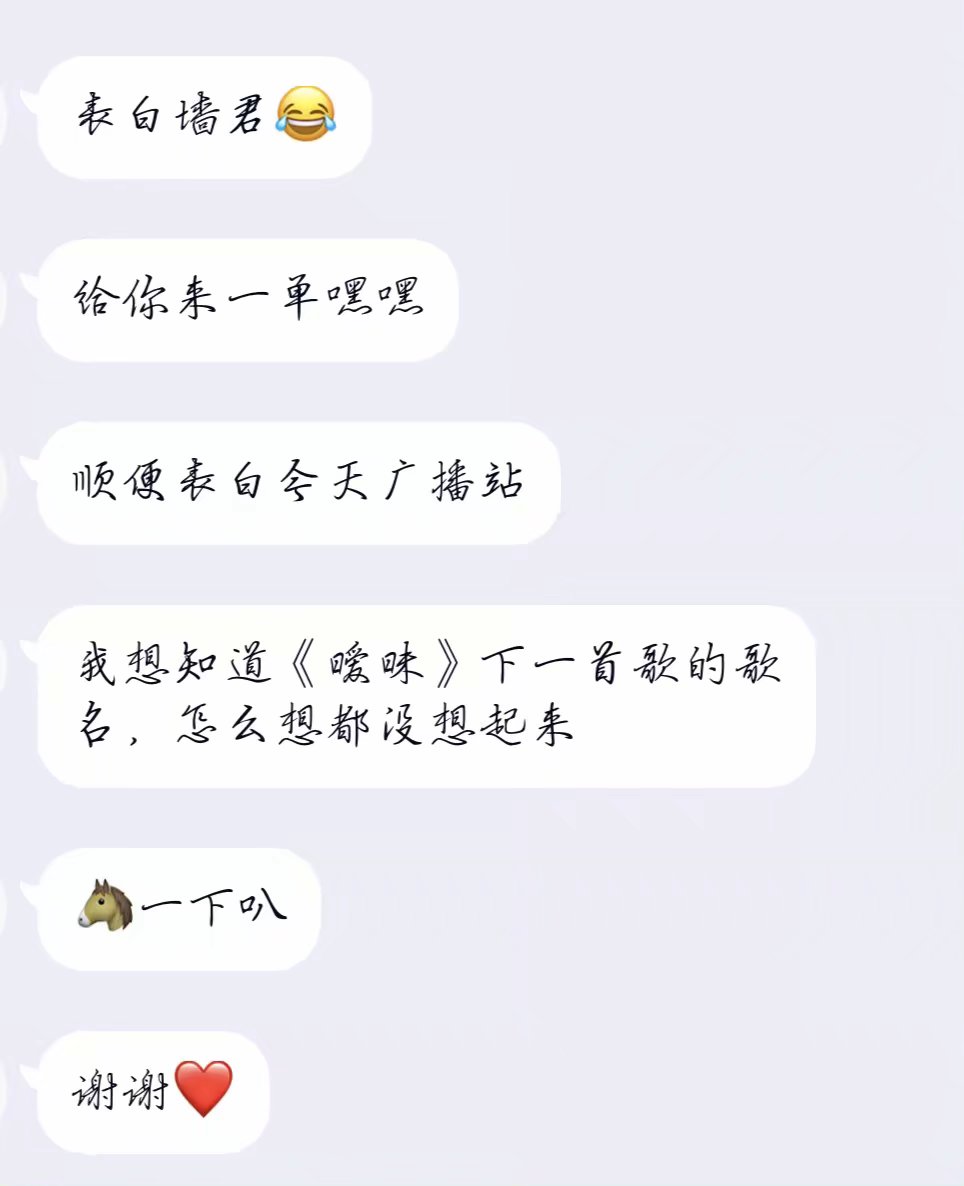 表白墙君😂
给你来一单嘿嘿
顺便表白今天广播站
我想知道《暧昧》下一首歌的歌
名，怎么想都没想起来
🐴一下叭
谢谢❤️